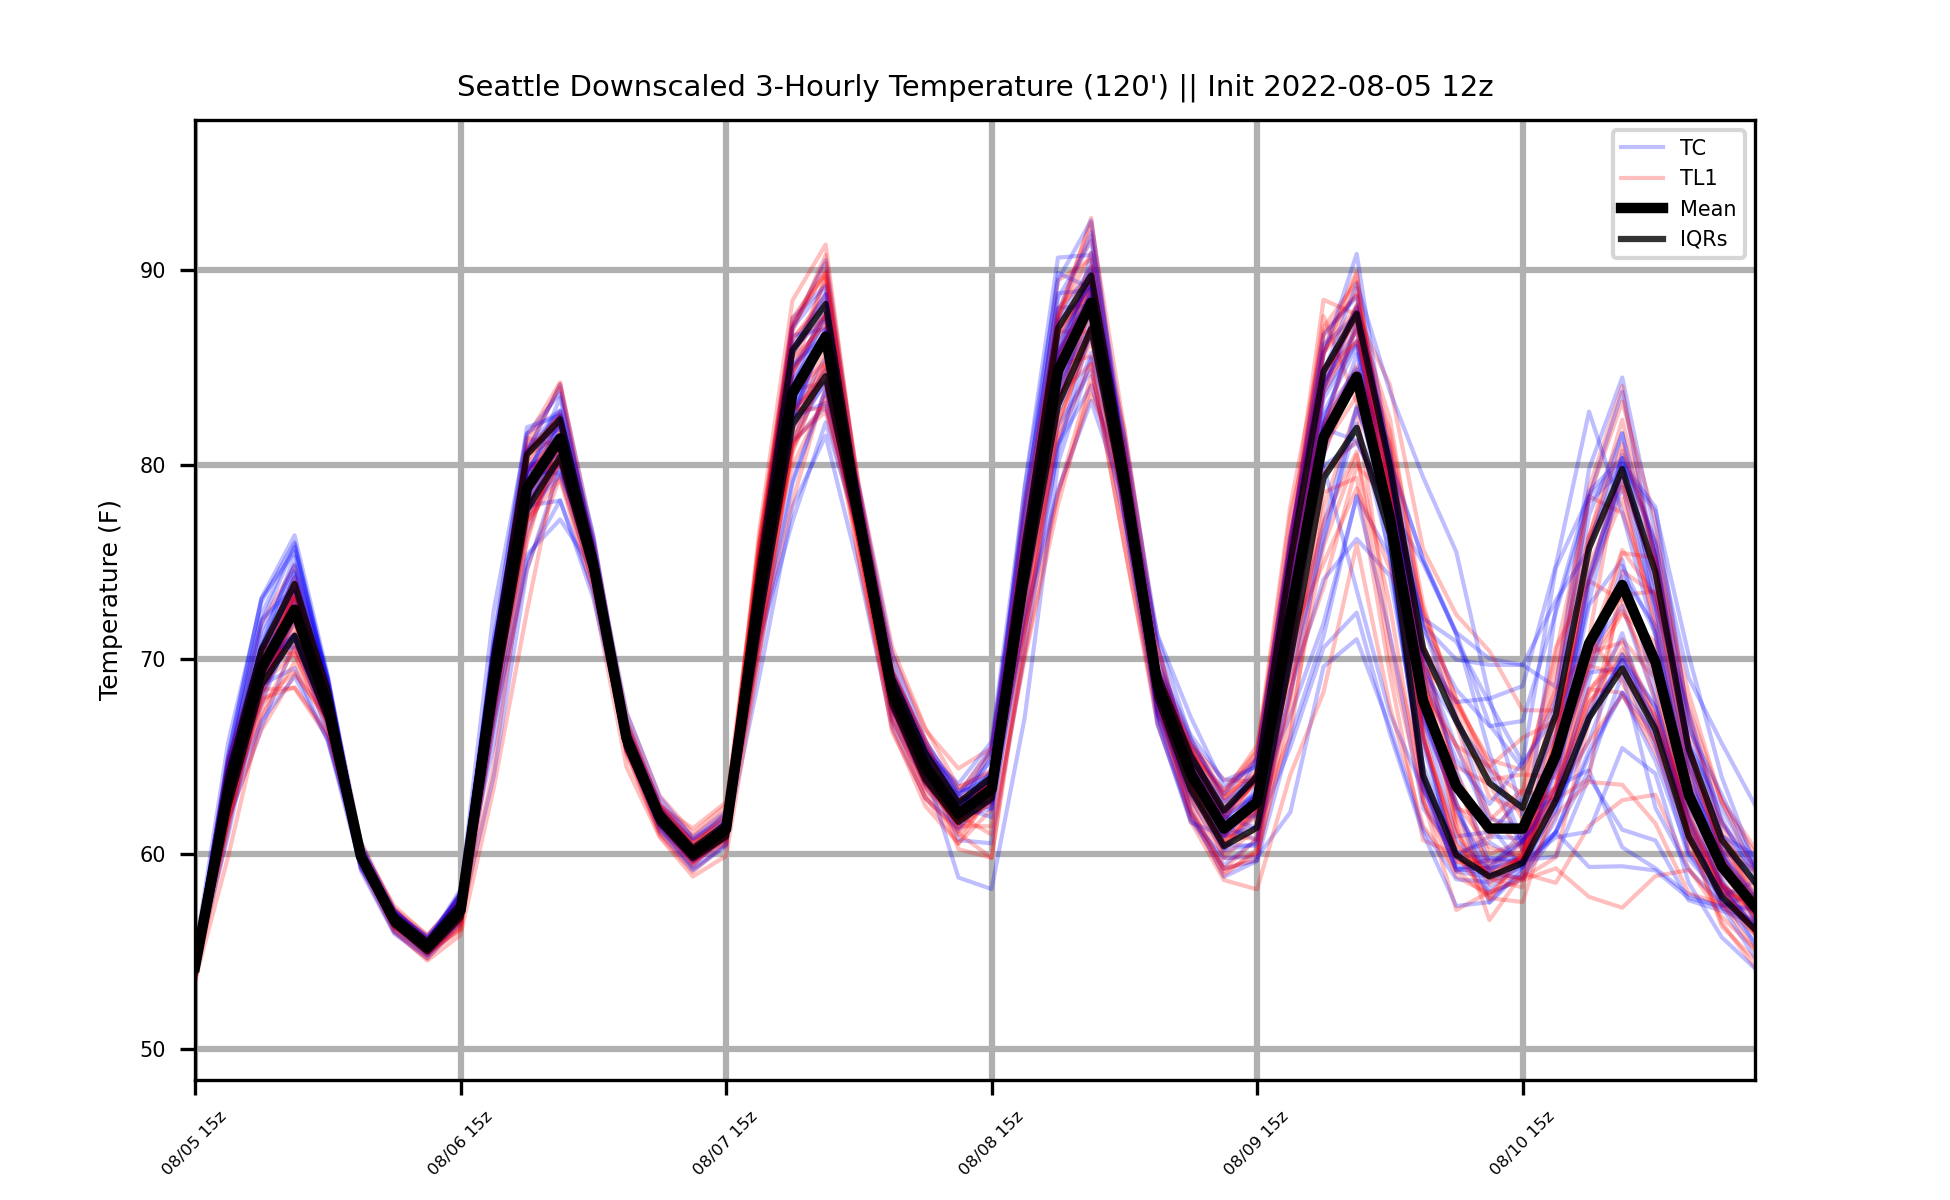 Seattle Downscaled 3-Hourly Temperature (120') || Init 2022-08-05 12z
TC
TL1
Mean
IQRs
Temperature (F)
90
80
70
60
50
08/05 15z
08/06 15z
08/07 15z
08/08 15z
08/09 15z
08/10 15z